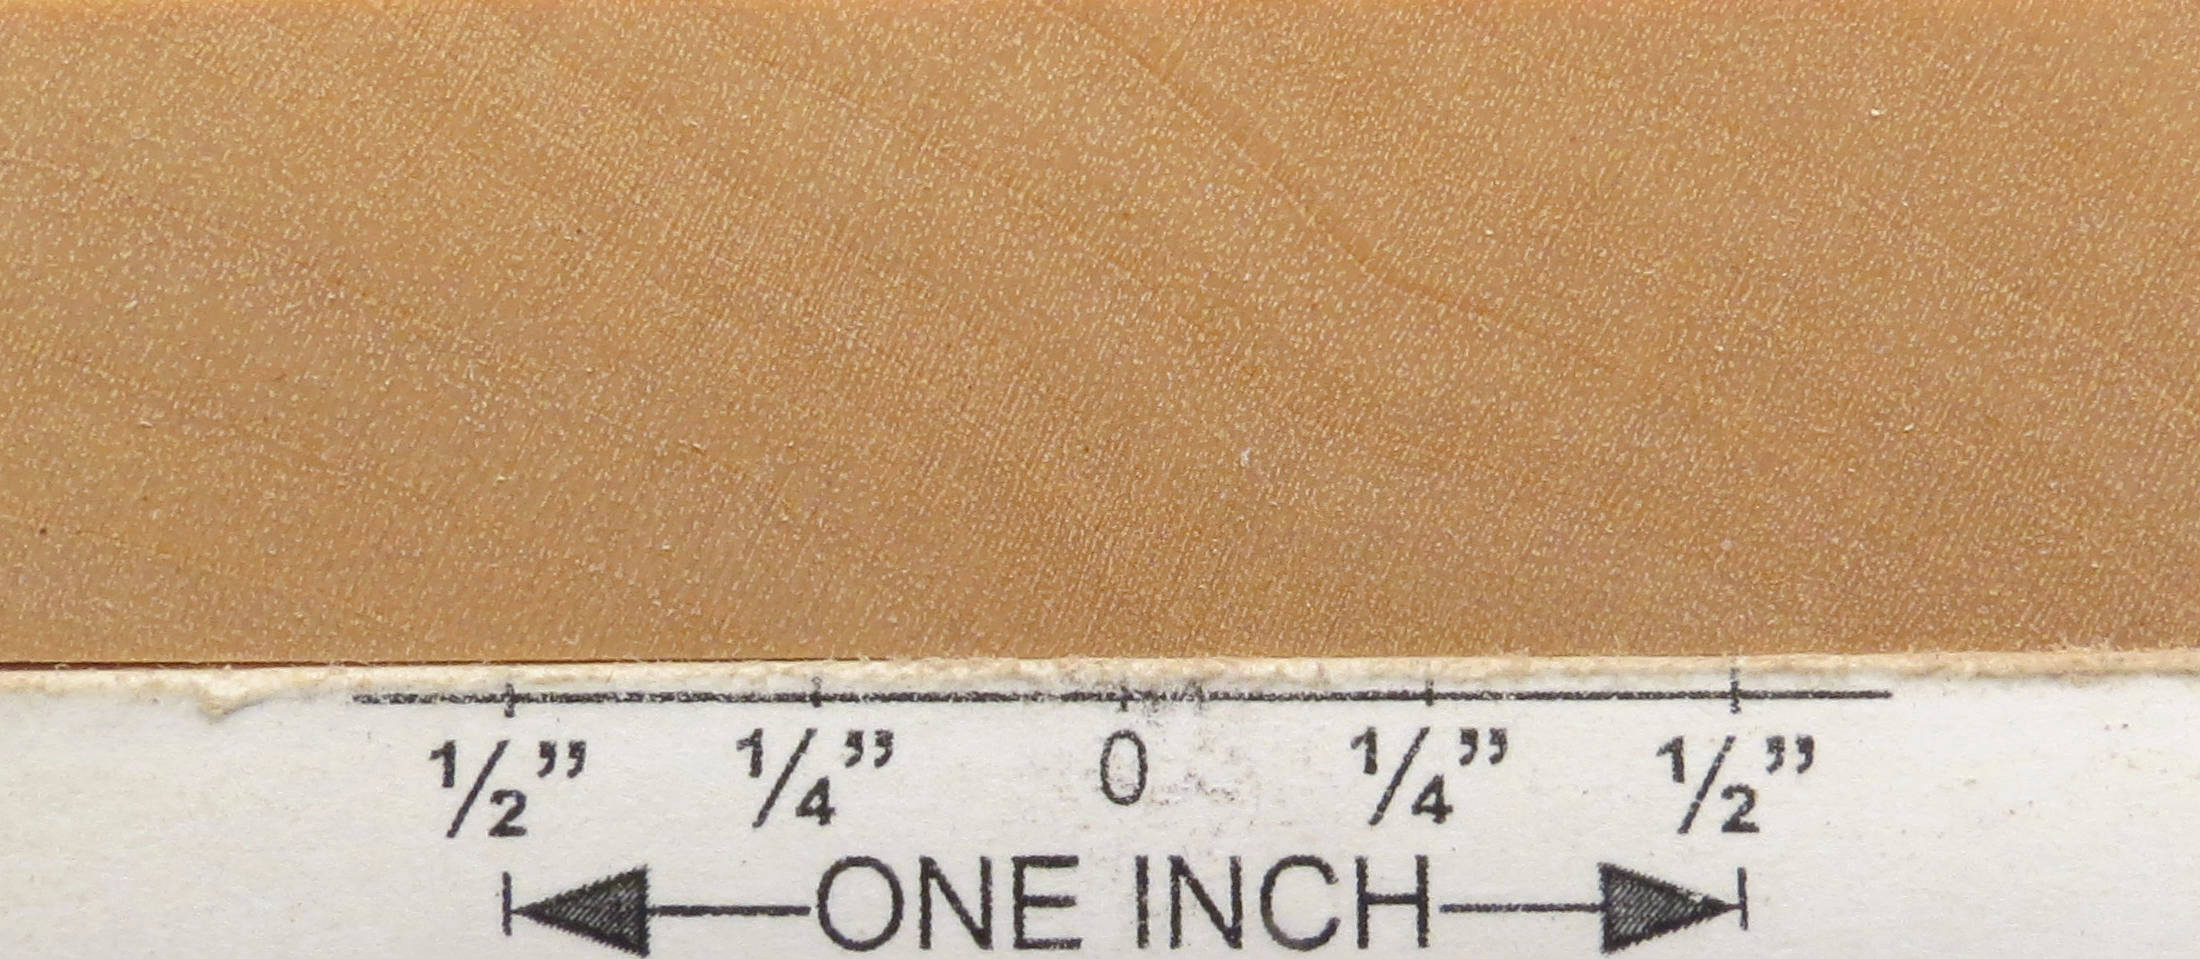 1/2” 1/4” 0 1/4” 1/2”
ONE INCH